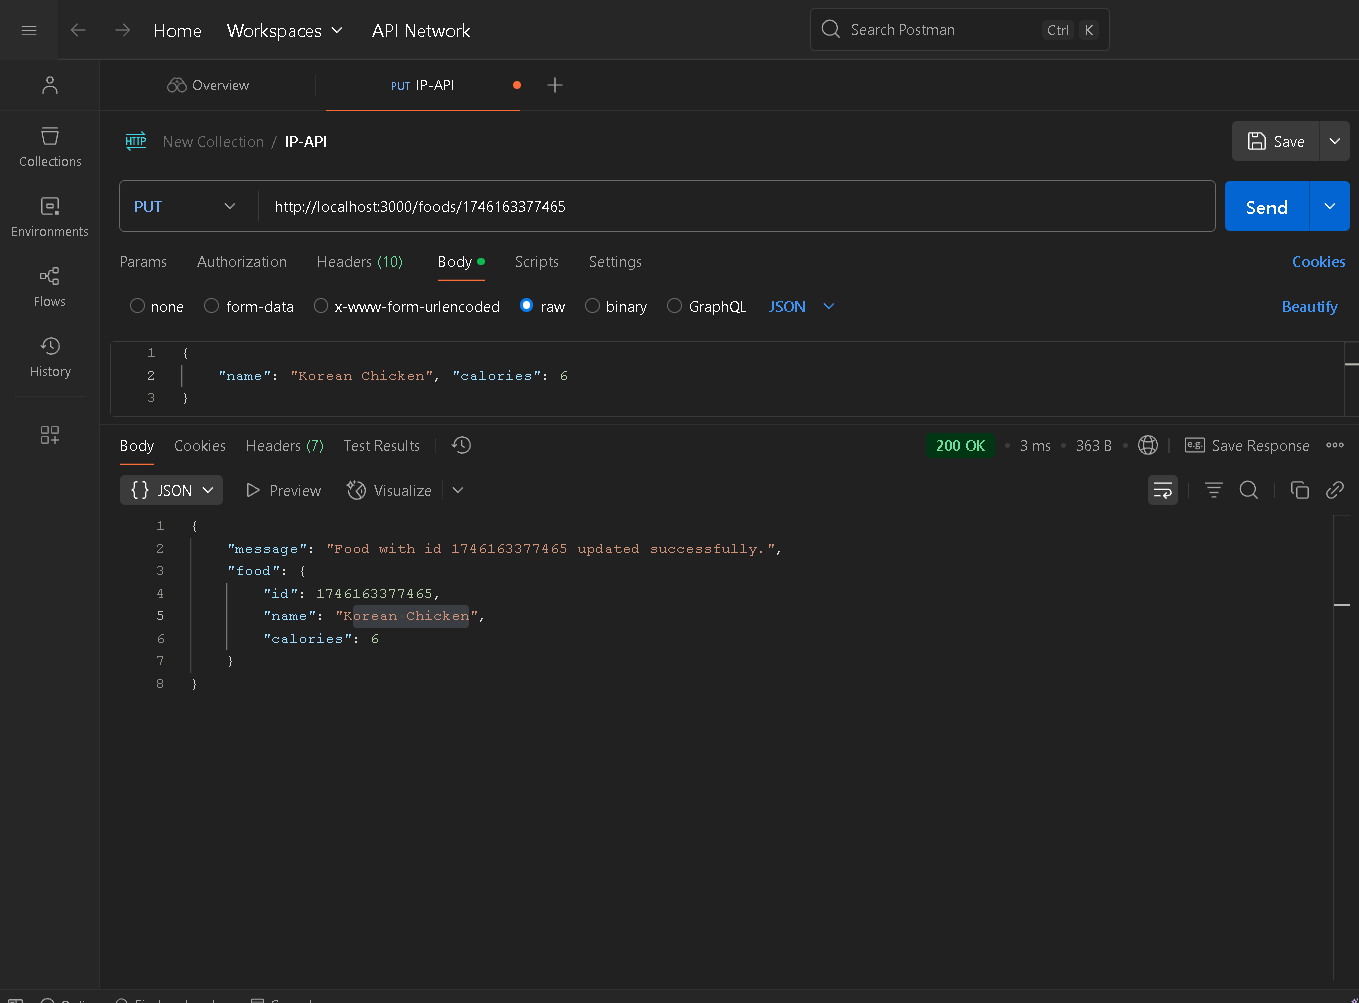 Home Workspaces API Network Search Postman Ctrl K
Overview PUT IP-API
HTTP New Collection / IP-API Save
Collections
Environments
Flows
History
PUT http://localhost:3000/foods/1746163377465 Send
Params Authorization Headers (10) Body Scripts Settings Cookies
none form-data x-www-form-urlencoded raw binary GraphQL JSON Beautify
1 {
2 "name": "Korean Chicken", "calories": 6
3 }
Body Cookies Headers (7) Test Results 200 OK • 3 ms • 363 B • e.g. Save Response
{} JSON Preview Visualize
1 {
2 "message": "Food with id 1746163377465 updated successfully.",
3 "food": {
4 "id": 1746163377465,
5 "name": "Korean Chicken",
6 "calories": 6
7 }
8 }